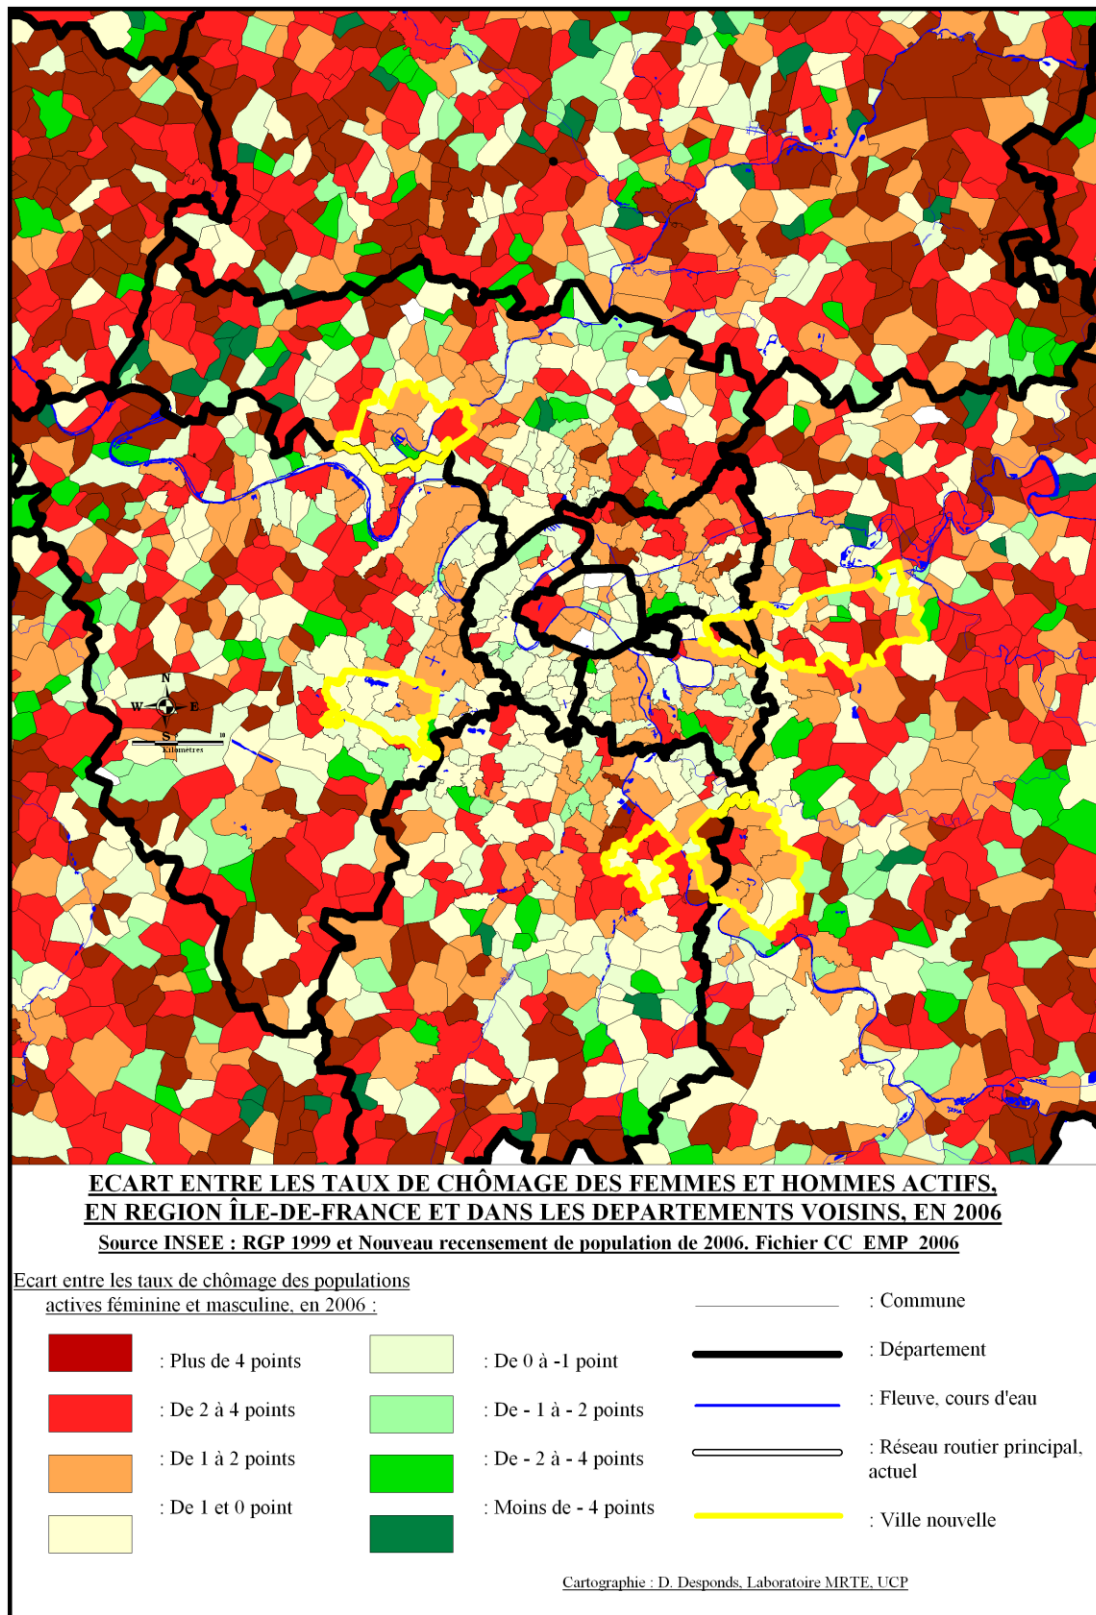 N
W E
S
10
Kilomètres
ECART ENTRE LES TAUX DE CHÔMAGE DES FEMMES ET HOMMES ACTIFS,
EN REGION ÎLE-DE-FRANCE ET DANS LES DEPARTEMENTS VOISINS, EN 2006
Source INSEE : RGP 1999 et Nouveau recensement de population de 2006. Fichier CC_EMP_2006
Ecart entre les taux de chômage des populations
actives féminine et masculine, en 2006 :
: Plus de 4 points
: De 2 à 4 points
: De 1 à 2 points
: De 1 et 0 point
: De 0 à -1 point
: De - 1 à - 2 points
: De - 2 à - 4 points
: Moins de - 4 points
: Commune
: Département
: Fleuve, cours d'eau
: Réseau routier principal,
actuel
: Ville nouvelle
Cartographie : D. Desponds, Laboratoire MRTE, UCP